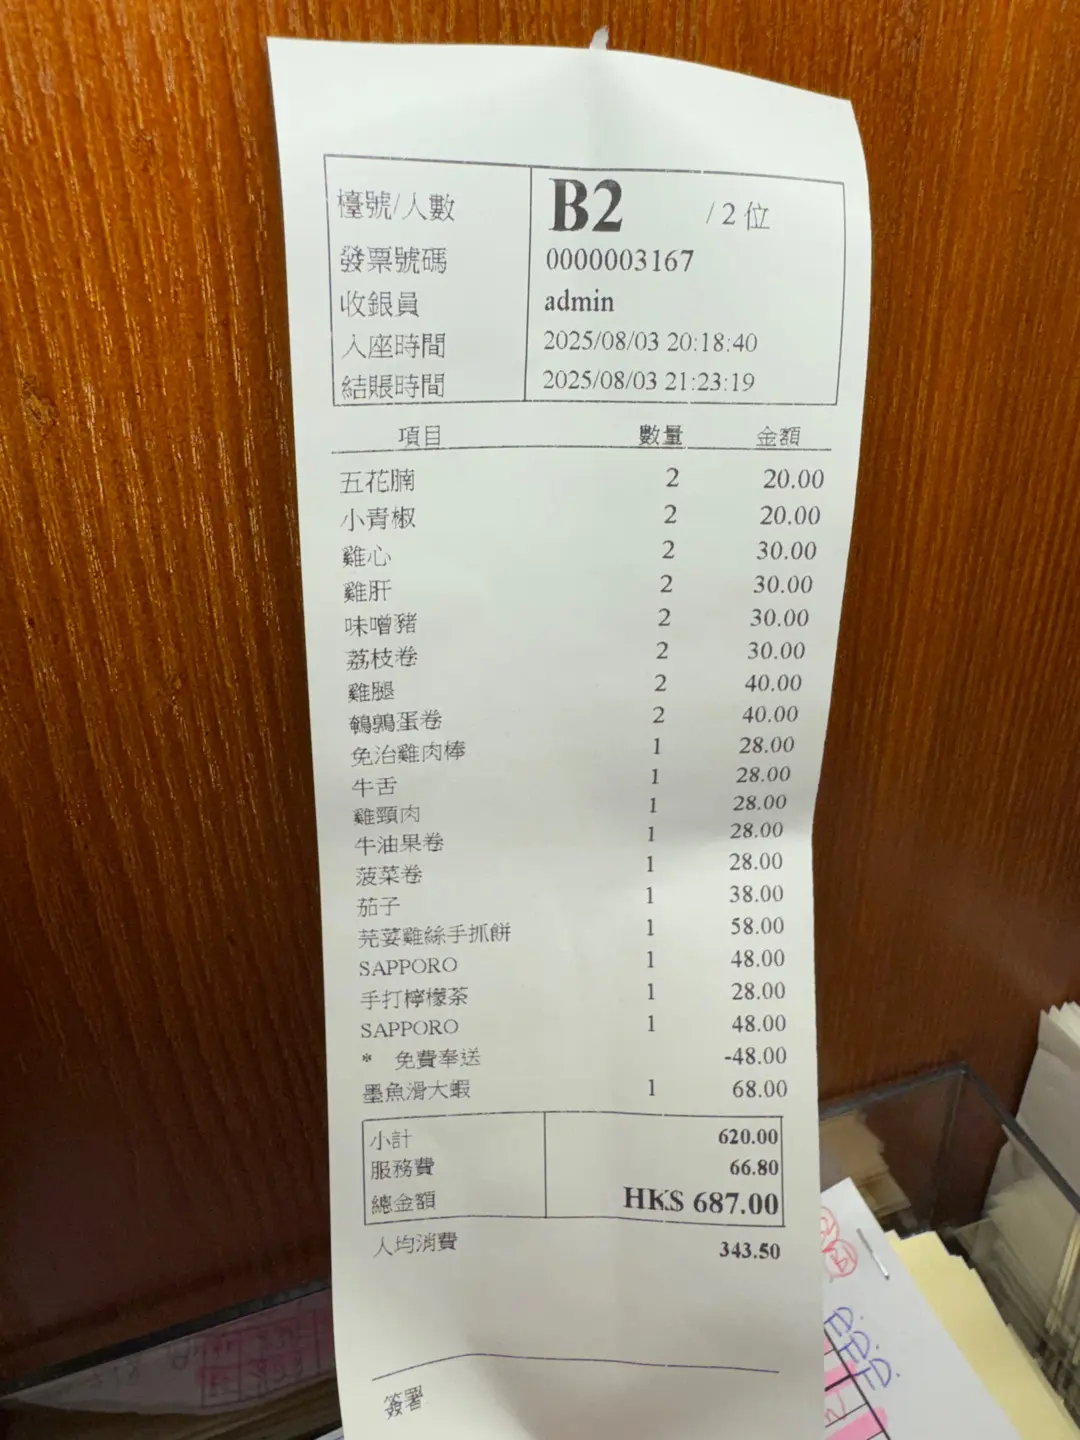 檯號/人數 B2 / 2 位
發票號碼 0000003167
收銀員 admin
入座時間 2025/08/03 20:18:40
結賬時間 2025/08/03 21:23:19
項目 數量 金額
五花腩 2 20.00
小青椒 2 20.00
雞心 2 30.00
雞肝 2 30.00
味噌豬 2 30.00
荔枝卷 2 30.00
雞腿 2 40.00
鵪鶉蛋卷 2 40.00
免治雞肉棒 1 28.00
牛舌 1 28.00
雞頸肉 1 28.00
牛油果卷 1 28.00
菠菜卷 1 28.00
茄子 1 38.00
芫荽雞絲手抓餅 1 58.00
SAPPORO 1 48.00
手打檸檬茶 1 28.00
SAPPORO 1 48.00
* 免費奉送 -48.00
墨魚滑大蝦 1 68.00
小計 620.00
服務費 66.80
總金額 HK$ 687.00
人均消費 343.50
簽署